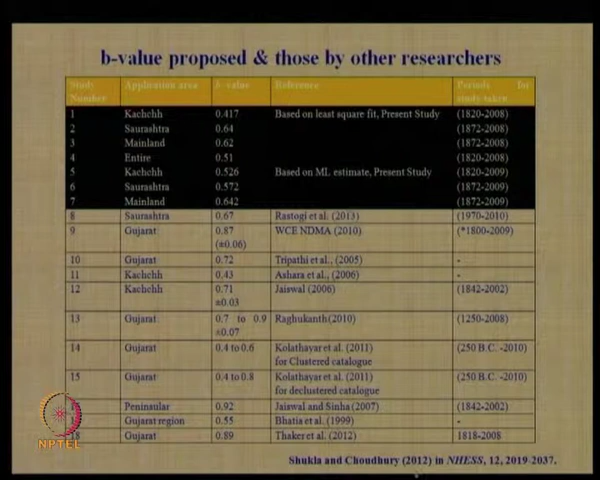 b-value proposed & those by other researchers
Study Number Application area b-value Reference Periods for study taken
1 Kachchh 0.417 Based on least square fit, Present Study (1820-2008)
2 Saurashtra 0.64 (1872-2008)
3 Mainland 0.62 (1872-2008)
4 Entire 0.51 (1820-2008)
5 Kachchh 0.526 Based on ML estimate, Present Study (1820-2009)
6 Saurashtra 0.572 (1872-2009)
7 Mainland 0.642 (1872-2009)
8 Saurashtra 0.67 Rastogi et al. (2013) (1970-2010)
9 Gujarat 0.87 WCE NDMA (2010) (*1800-2009)
(±0.06)
10 Gujarat 0.72 Tripathi et al., (2005) -
11 Kachchh 0.43 Ashara et al., (2006) -
12 Kachchh 0.71 Jaiswal (2006) (1842-2002)
±0.03
13 Gujarat 0.7 to 0.9 Raghukanth(2010) (1250-2008)
±0.07
14 Gujarat 0.4 to 0.6 Kolathayar et al. (2011) (250 B.C. -2010)
for Clustered catalogue
15 Gujarat 0.4 to 0.8 Kolathayar et al. (2011) (250 B.C. -2010)
for declustered catalogue
Peninsular 0.92 Jaiswal and Sinha (2007) (1842-2002)
Gujarat region 0.55 Bhatia et al. (1999) -
18 Gujarat 0.89 Thaker et al. (2012) 1818-2008
NPTEL
Shukla and Choudhury (2012) in NHESS, 12, 2019-2037.